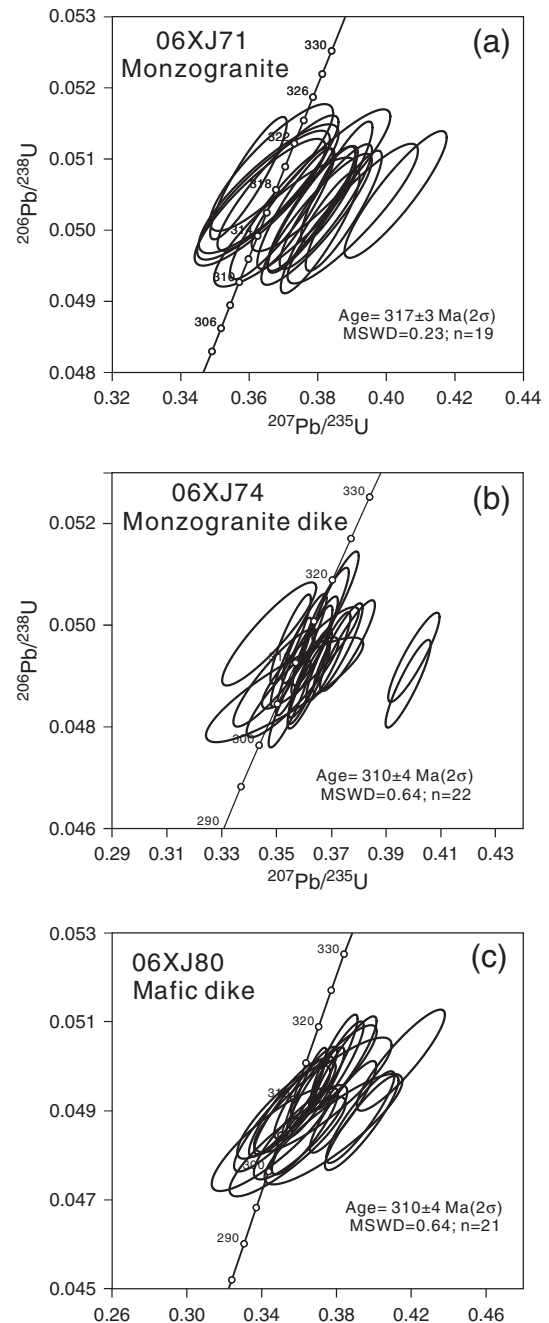 0.053
06XJ71
Monzogranite
(a)
330
326
322
318
314
310
306
0.052
0.051
0.050
0.049
0.048
206Pb/238U
Age= 317±3 Ma(2σ)
MSWD=0.23; n=19
0.32 0.34 0.36 0.38 0.40 0.42 0.44
207Pb/235U
06XJ74
Monzogranite dike
(b)
330
320
300
290
0.052
0.050
0.048
0.046
206Pb/238U
Age= 310±4 Ma(2σ)
MSWD=0.64; n=22
0.29 0.31 0.33 0.35 0.37 0.39 0.41 0.43
207Pb/235U
0.053
06XJ80
Mafic dike
(c)
330
320
300
290
0.051
0.049
0.047
0.045
Age= 310±4 Ma(2σ)
MSWD=0.64; n=21
0.26 0.30 0.34 0.38 0.42 0.46